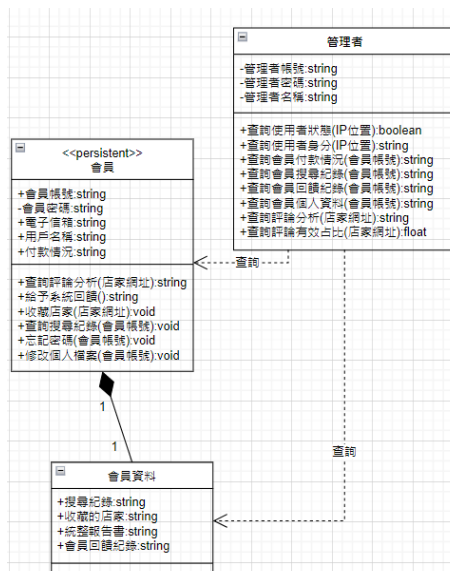 管理者
-管理者帳號:string
-管理者密碼:string
-管理者名稱:string
+查詢使用者狀態(IP位置):boolean
+查詢使用者身分(IP位置):string
+查詢會員付款情況(會員帳號):string
+查詢會員搜尋紀錄(會員帳號):string
+查詢會員回饋紀錄(會員帳號):string
+查詢會員個人資料(會員帳號):string
+查詢評論分析(店家網址):string
+查詢評論有效占比(店家網址):float
<<persistent>>
會員
+會員帳號:string
-會員密碼:string
+電子信箱:string
+用戶名稱:string
+付款情況:string
+查詢評論分析(店家網址):string
+給予系統回饋():string
+收藏店家(店家網址):void
+查詢搜尋紀錄(會員帳號):void
+忘記密碼(會員帳號):void
+修改個人檔案(會員帳號):void
查詢
1
1
查詢
會員資料
+搜尋紀錄:string
+收藏的店家:string
+統整報告書:string
+會員回饋紀錄:string